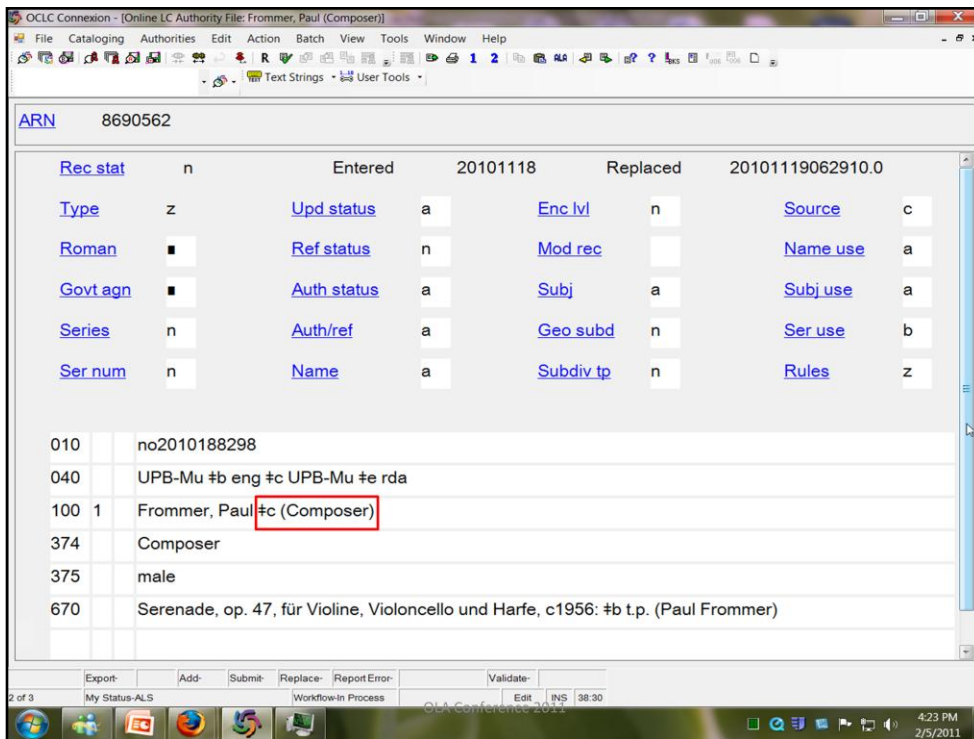 OCLC Connexion - [Online LC Authority File: Frommer, Paul (Composer)]
File Cataloging Authorities Edit Action Batch View Tools Window Help
R 1 2 ALA ? ?
Text Strings User Tools
ARN 8690562
Rec stat n Entered 20101118 Replaced 20101119062910.0
Type z Upd status a Enc lvl n Source c
Roman ■ Ref status n Mod rec Name use a
Govt agn ■ Auth status a Subj a Subj use a
Series n Auth/ref a Geo subd n Ser use b
Ser num n Name a Subdiv tp n Rules z
010 no2010188298
040 UPB-Mu ‡b eng ‡c UPB-Mu ‡e rda
100 1 Frommer, Paul ‡c (Composer)
374 Composer
375 male
670 Serenade, op. 47, für Violine, Violoncello und Harfe, c1956: ‡b t.p. (Paul Frommer)
Export- Add- Submit- Replace- Report Error- Validate-
2 of 3 My Status-ALS Workflow-In Process Edit INS 38:30
OLA Conference 2011
4:23 PM
2/5/2011